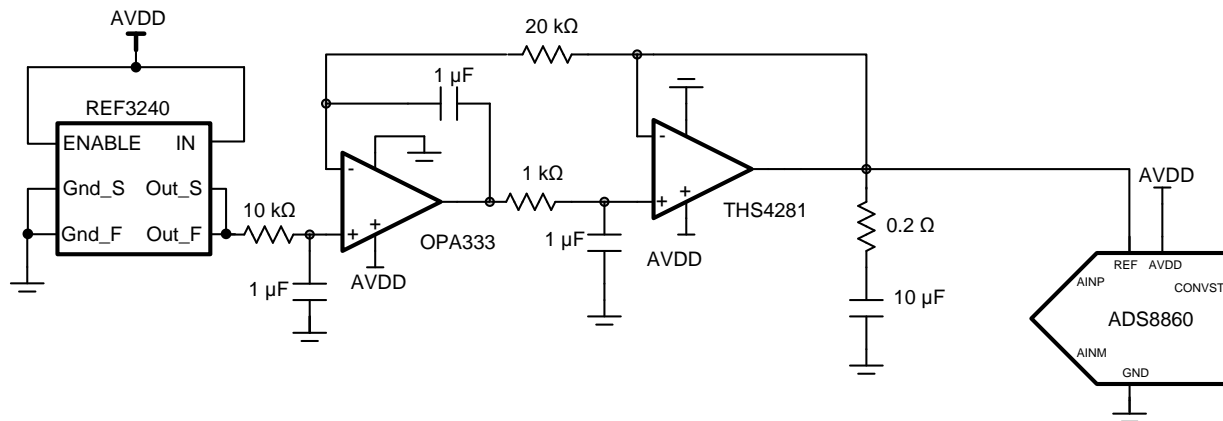 AVDD
REF3240
ENABLE IN
Gnd_S Out_S
Gnd_F Out_F
10 kΩ
1 µF
20 kΩ
1 µF
-
+
+
OPA333
AVDD
1 kΩ
1 µF
-
+
+
THS4281
AVDD
0.2 Ω
10 µF
AVDD
REF AVDD
AINP CONVST
ADS8860
AINM
GND